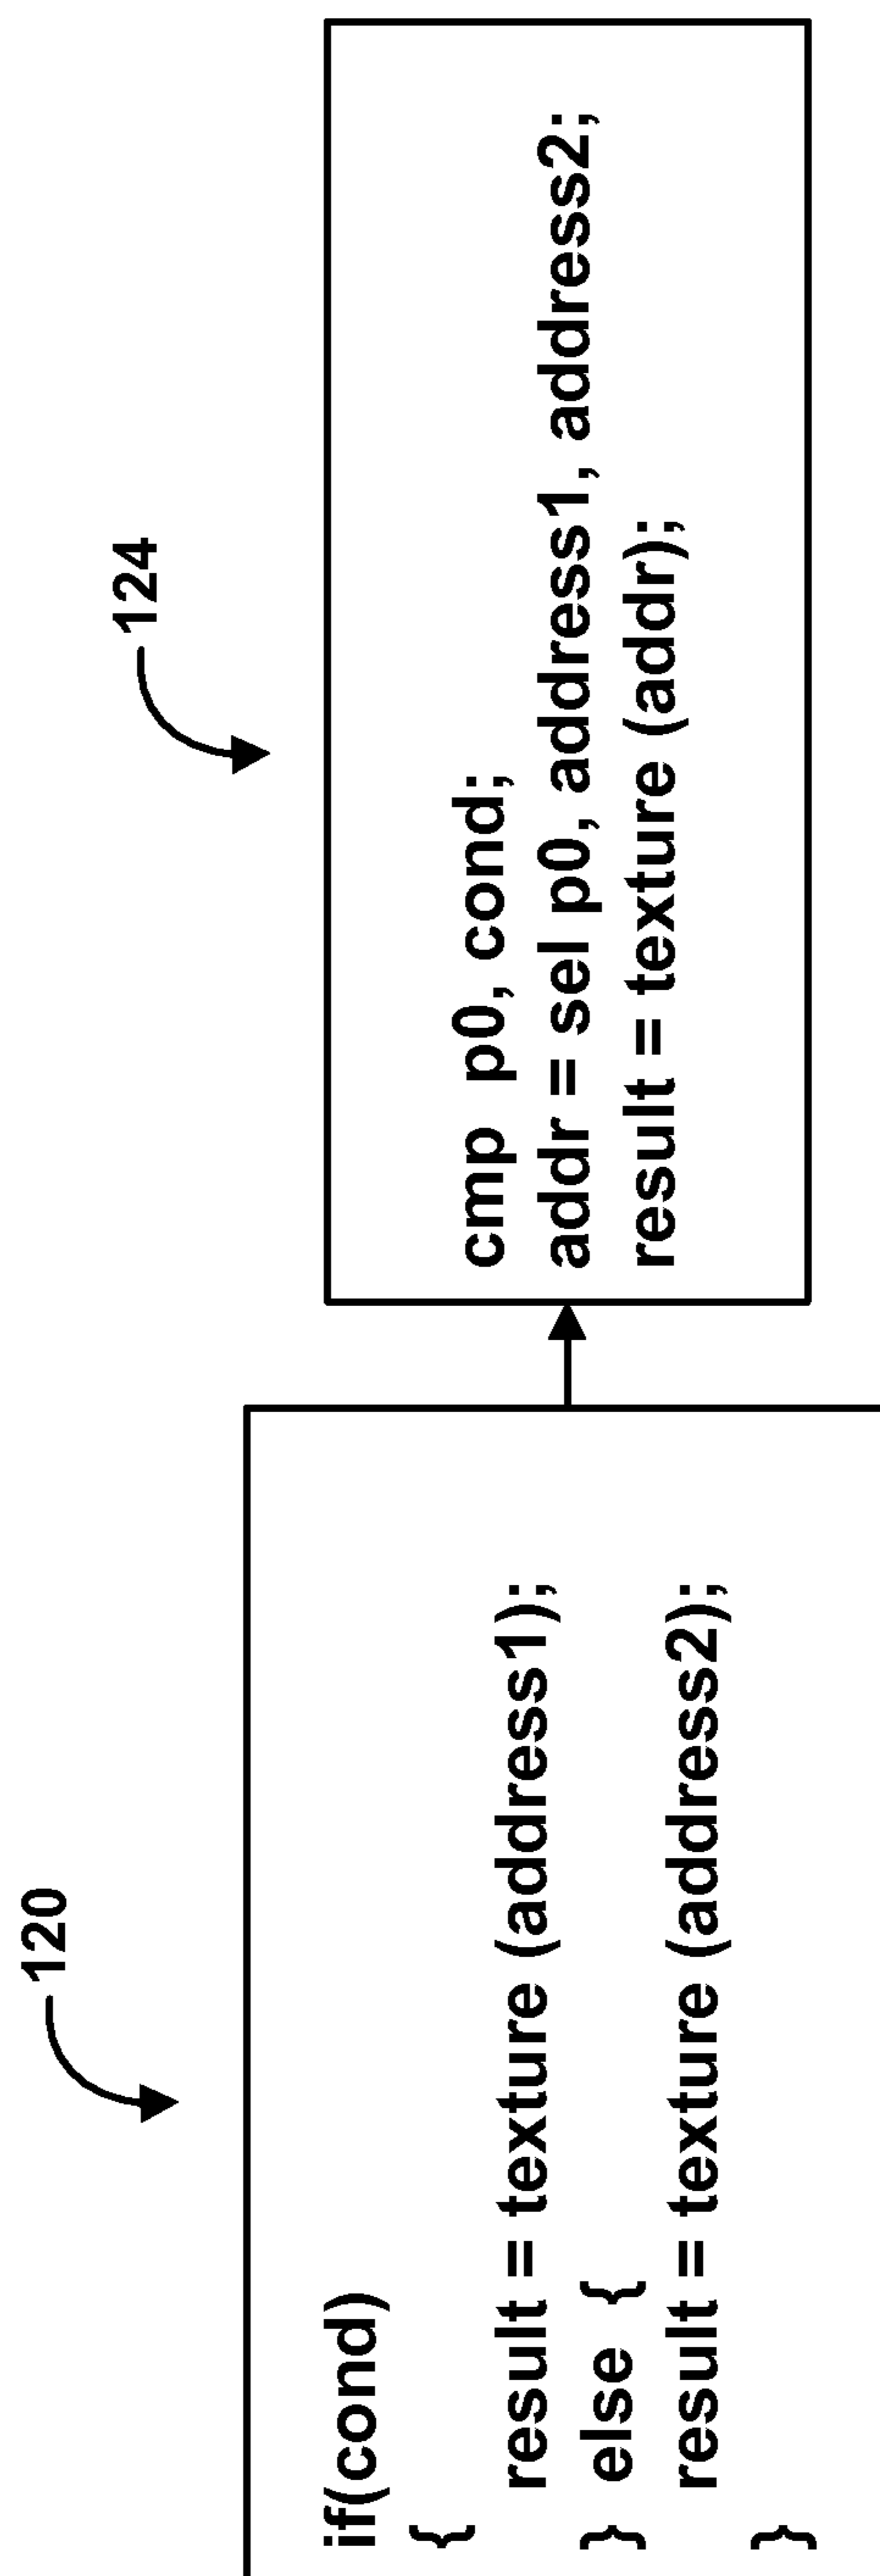 120
if(cond)
{
result = texture (address1);
} else {
result = texture (address2);
}
124
cmp p0, cond;
addr = sel p0, address1, address2;
result = texture (addr);